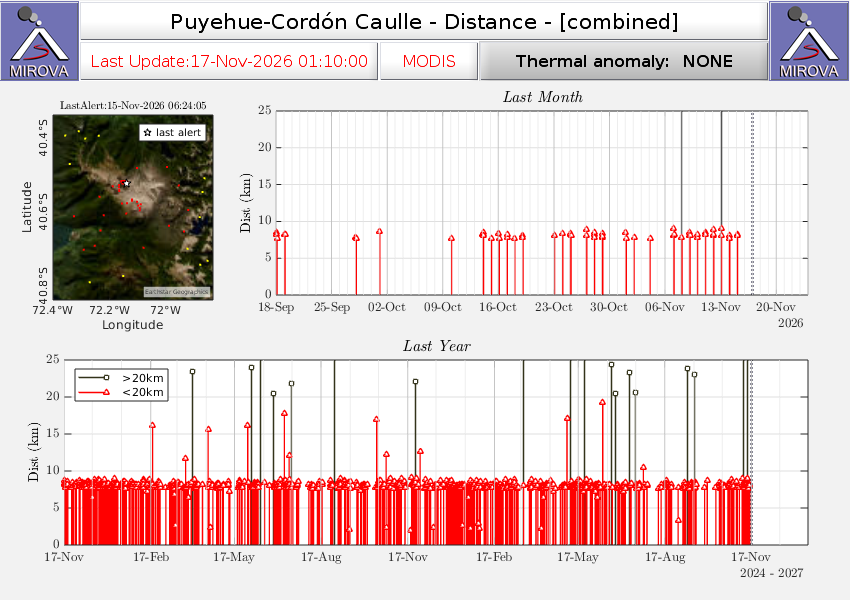 Puyehue-Cordón Caulle - Distance - [combined]
MIROVA
Last Update:17-Nov-2026 01:10:00
MODIS
Thermal anomaly: NONE
MIROVA
LastAlert:15-Nov-2026 06:24:05
last alert
40.4°S
40.6°S
40.8°S
Latitude
Earthstar Geographics
72.4°W 72.2°W 72°W
Longitude
Last Month
25
20
15
10
5
0
Dist (km)
18-Sep 25-Sep 02-Oct 09-Oct 16-Oct 23-Oct 30-Oct 06-Nov 13-Nov 20-Nov
2026
Last Year
25
20
15
10
5
0
Dist (km)
>20km
<20km
17-Nov 17-Feb 17-May 17-Aug 17-Nov 17-Feb 17-May 17-Aug 17-Nov
2024 - 2027